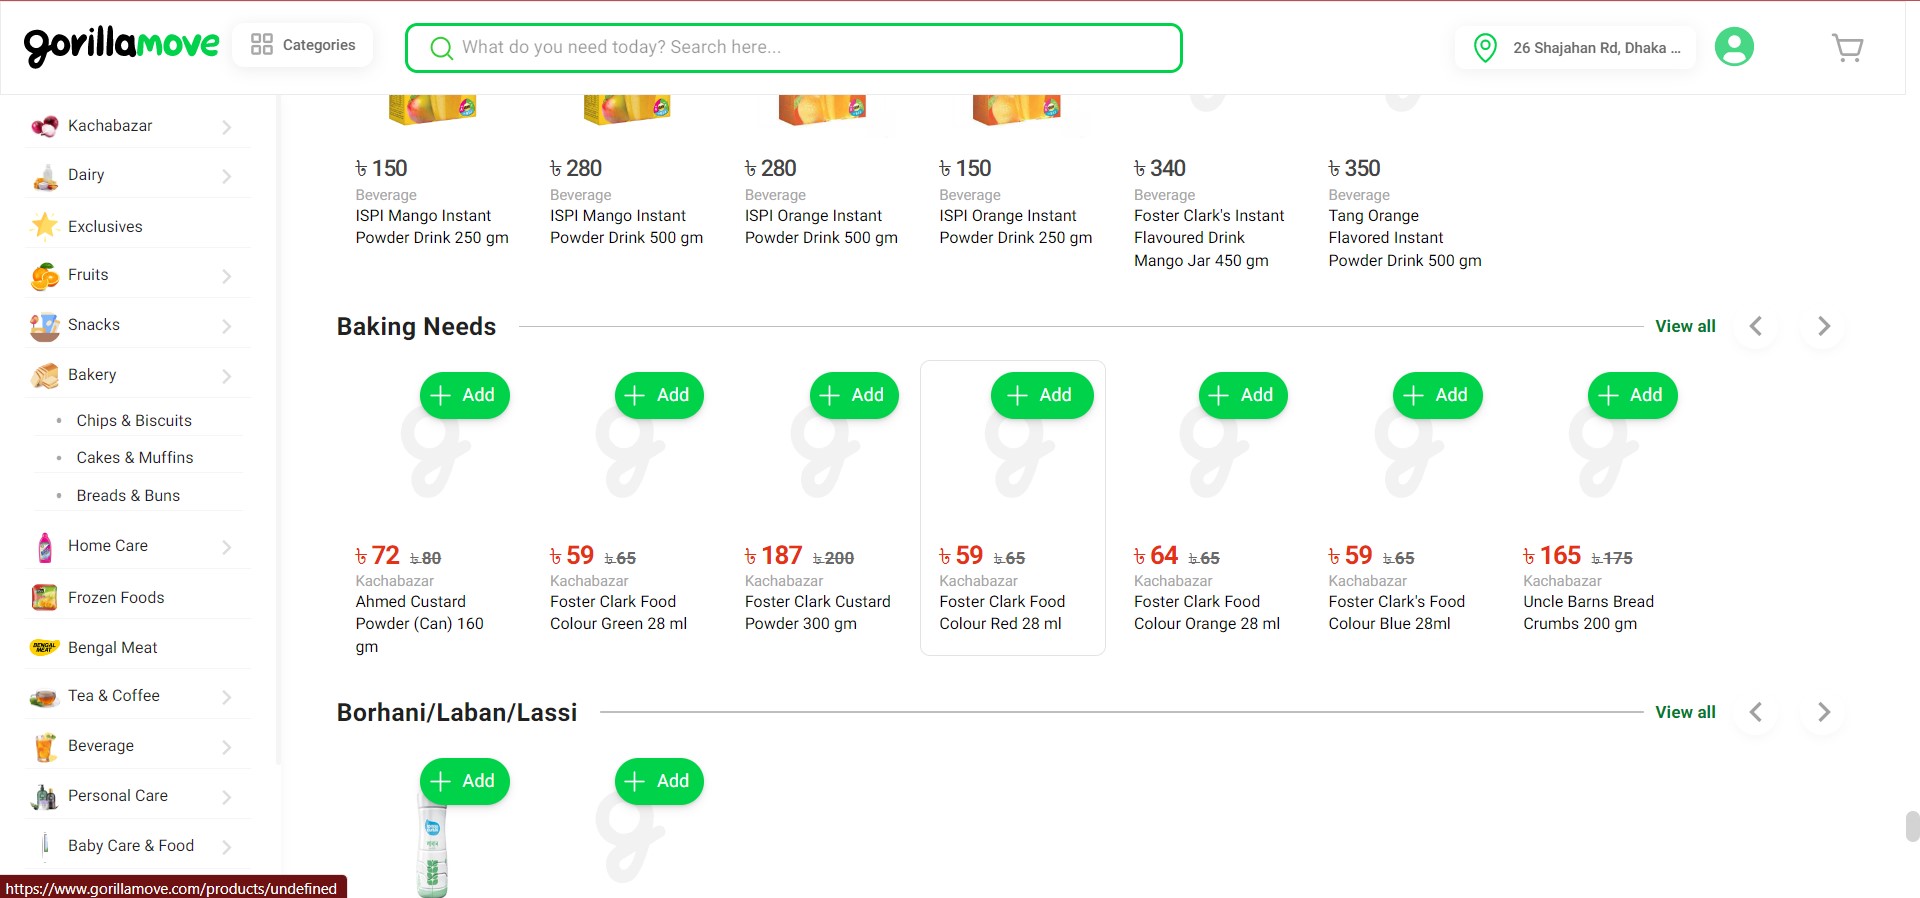 gorillamove
Categories
What do you need today? Search here...
26 Shajahan Rd, Dhaka ...
Kachabazar
Dairy
Exclusives
Fruits
Snacks
Bakery
• Chips & Biscuits
• Cakes & Muffins
• Breads & Buns
Home Care
Frozen Foods
BENGAL MEAT
Bengal Meat
Tea & Coffee
Beverage
Personal Care
Baby Care & Food
৳ 150
Beverage
ISPI Mango Instant
Powder Drink 250 gm
৳ 280
Beverage
ISPI Mango Instant
Powder Drink 500 gm
৳ 280
Beverage
ISPI Orange Instant
Powder Drink 500 gm
৳ 150
Beverage
ISPI Orange Instant
Powder Drink 250 gm
৳ 340
Beverage
Foster Clark's Instant
Flavoured Drink
Mango Jar 450 gm
৳ 350
Beverage
Tang Orange
Flavored Instant
Powder Drink 500 gm
Baking Needs
View all
+ Add
৳ 72 ৳ 80
Kachabazar
Ahmed Custard
Powder (Can) 160
gm
+ Add
৳ 59 ৳ 65
Kachabazar
Foster Clark Food
Colour Green 28 ml
+ Add
৳ 187 ৳ 200
Kachabazar
Foster Clark Custard
Powder 300 gm
+ Add
৳ 59 ৳ 65
Kachabazar
Foster Clark Food
Colour Red 28 ml
+ Add
৳ 64 ৳ 65
Kachabazar
Foster Clark Food
Colour Orange 28 ml
+ Add
৳ 59 ৳ 65
Kachabazar
Foster Clark's Food
Colour Blue 28ml
+ Add
৳ 165 ৳ 175
Kachabazar
Uncle Barns Bread
Crumbs 200 gm
Borhani/Laban/Lassi
View all
+ Add
+ Add
https://www.gorillamove.com/products/undefined